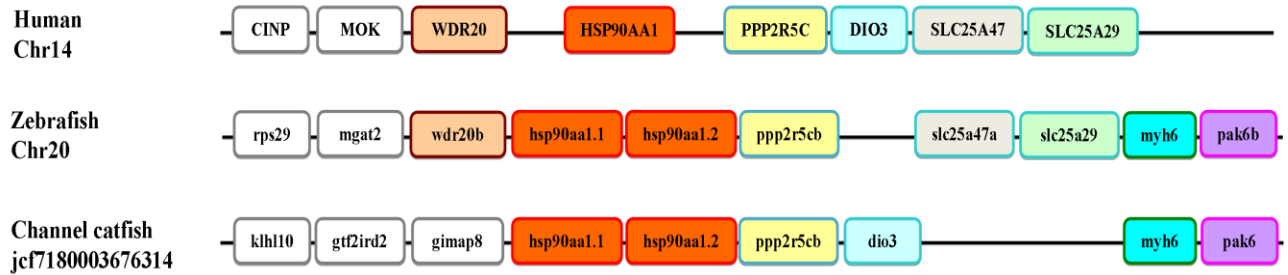 Human
Chr14
CINP MOK WDR20 HSP90AA1 PPP2R5C DIO3 SLC25A47 SLC25A29
Zebrafish
Chr20
rps29 mgat2 wdr20b hsp90aa1.1 hsp90aa1.2 ppp2r5cb slc25a47a slc25a29 myh6 pak6b
Channel catfish
jcf7180003676314
klhl10 gtf2ird2 gimap8 hsp90aa1.1 hsp90aa1.2 ppp2r5cb dio3 myh6 pak6